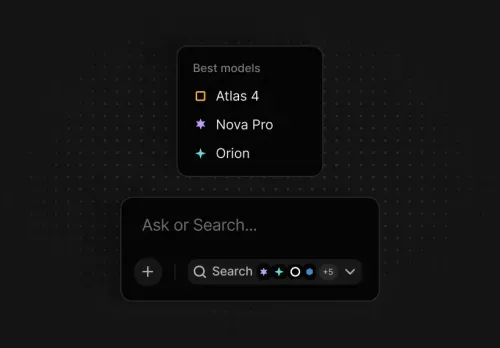 Best models
Atlas 4
Nova Pro
Orion
Ask or Search...
Search +5